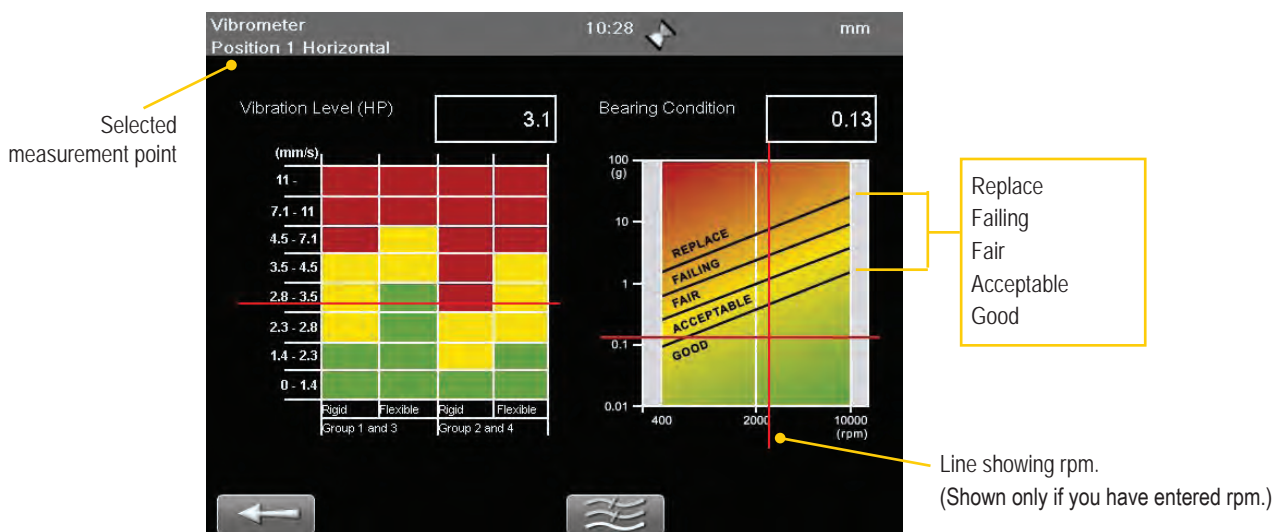 Vibrometer
Position 1 Horizontal
10:28
mm
Selected
measurement point
Vibration Level (HP)
3.1
(mm/s)
11 -
7.1 - 11
4.5 - 7.1
3.5 - 4.5
2.8 - 3.5
2.3 - 2.8
1.4 - 2.3
0 - 1.4
Rigid Flexible Rigid Flexible
Group 1 and 3 Group 2 and 4
Bearing Condition
0.13
100
(g)
10
1
0.1
0.01
REPLACE
FAILING
FAIR
ACCEPTABLE
GOOD
400 2000 10000
(rpm)
Replace
Failing
Fair
Acceptable
Good
Line showing rpm.
(Shown only if you have entered rpm.)